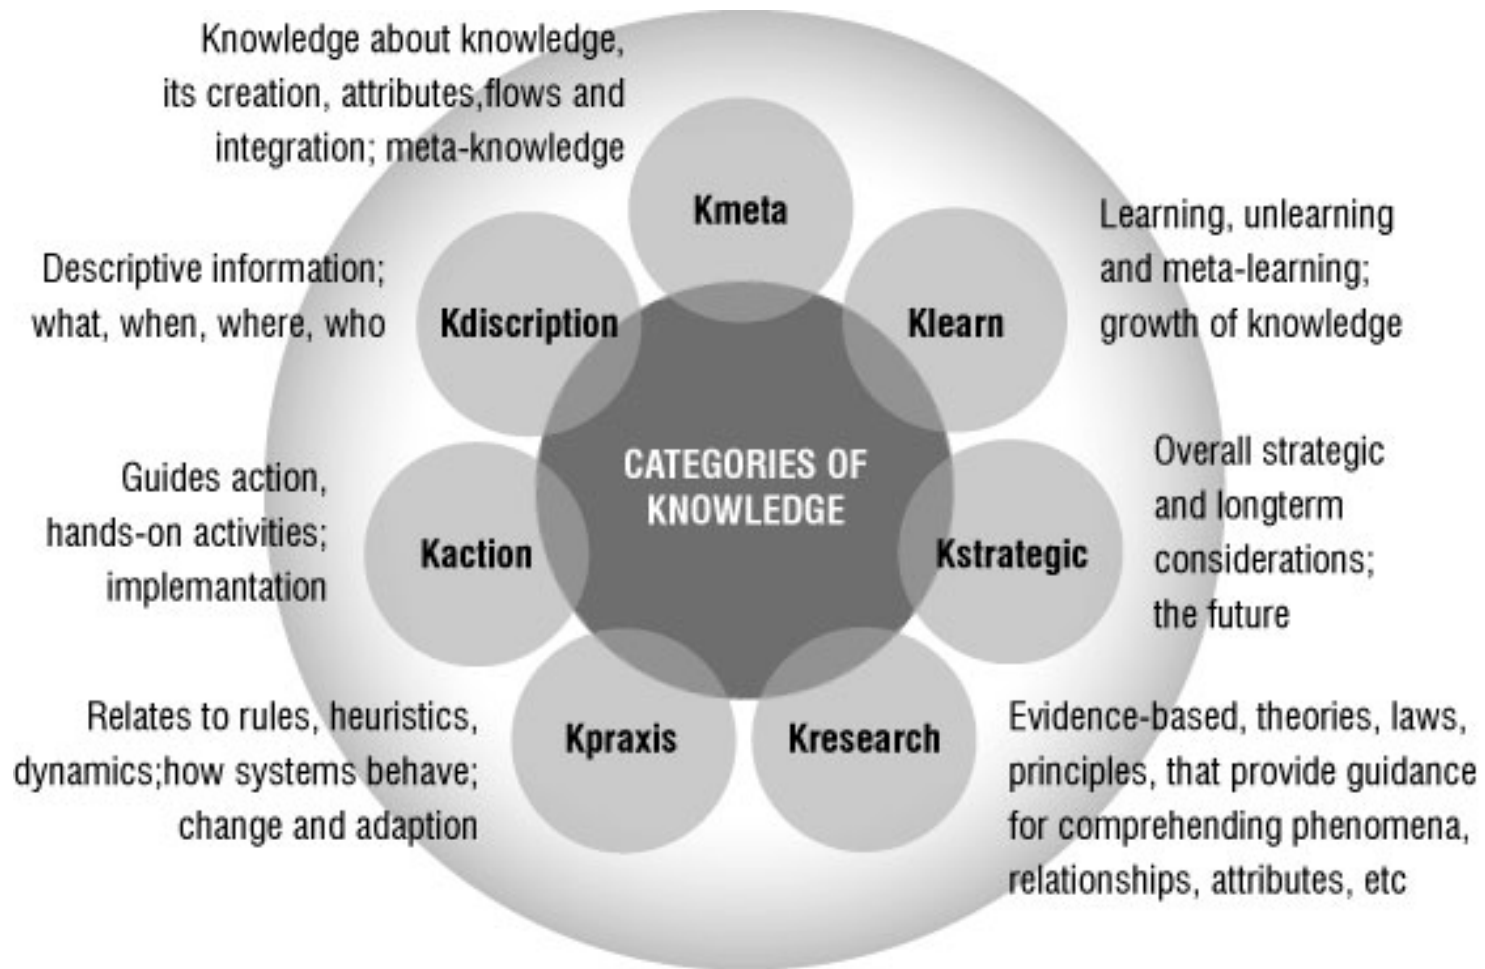 Knowledge about knowledge,
its creation, attributes,flows and
integration; meta-knowledge
Kmeta
Learning, unlearning
and meta-learning;
growth of knowledge
Klearn
Descriptive information;
what, when, where, who
Kdiscription
CATEGORIES OF
KNOWLEDGE
Overall strategic
and longterm
considerations;
the future
Kstrategic
Guides action,
hands-on activities;
implemantation
Kaction
Relates to rules, heuristics,
dynamics;how systems behave;
change and adaption
Kpraxis
Kresearch
Evidence-based, theories, laws,
principles, that provide guidance
for comprehending phenomena,
relationships, attributes, etc